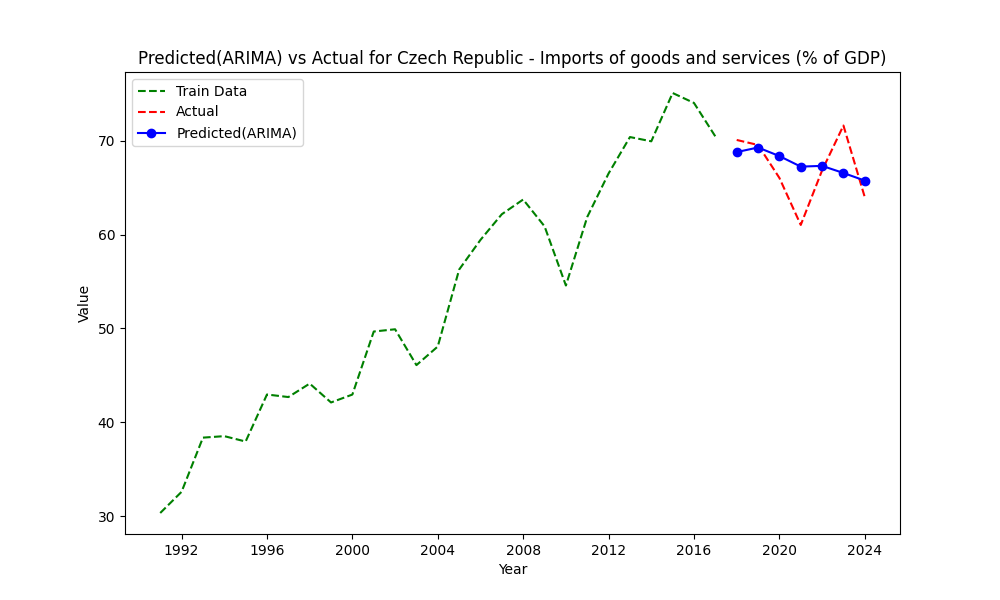 Predicted(ARIMA) vs Actual for Czech Republic - Imports of goods and services (% of GDP)
Train Data
Actual
Predicted(ARIMA)
70
60
50
40
30
Value
1992 1996 2000 2004 2008 2012 2016 2020 2024
Year